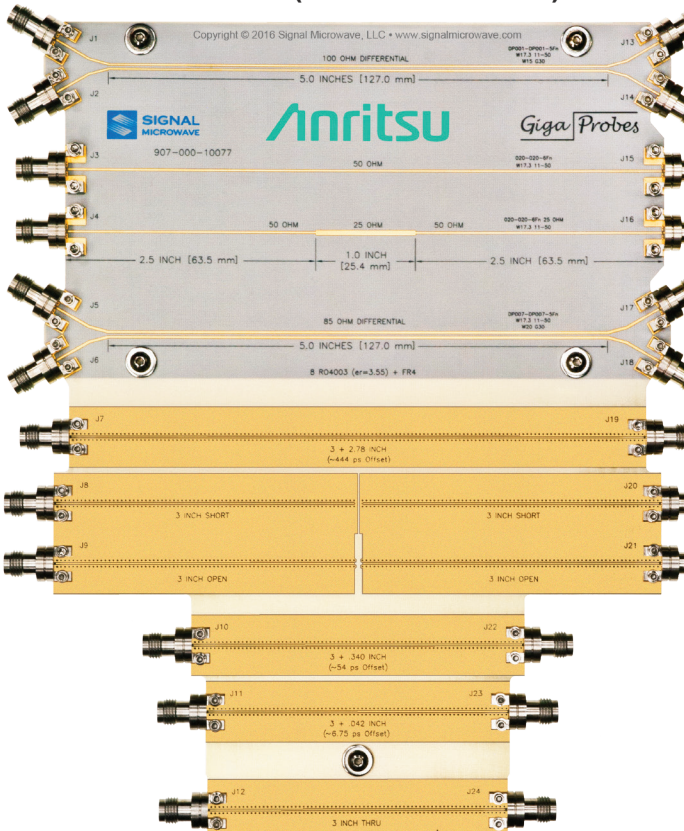 Copyright © 2016 Signal Microwave, LLC • www.signalmicrowave.com
J1
J13
100 OHM DIFFERENTIAL
DP001-DP001-5Fn
W17.3 11-50
W15 G30
5.0 INCHES [127.0 mm]
J2
J14
SIGNAL
MICROWAVE
Anritsu
Giga Probes
907-000-10077
J3
J15
50 OHM
020-020-6Fn
W17.3 11-50
J4
J16
50 OHM
25 OHM
50 OHM
020-020-6Fn 25 OHM
W17.3 11-50
2.5 INCH [63.5 mm]
1.0 INCH
[25.4 mm]
2.5 INCH [63.5 mm]
J5
J17
85 OHM DIFFERENTIAL
DP007-DP007-5Fn
W17.3 11-50
W20 G30
5.0 INCHES [127.0 mm]
J6
J18
8 RO4003 (er=3.55) + FR4
J7
J19
3 + 2.78 INCH
(~444 ps Offset)
J8
J20
3 INCH SHORT
3 INCH SHORT
J9
J21
3 INCH OPEN
3 INCH OPEN
J10
J22
3 + .340 INCH
(~54 ps Offset)
J11
J23
3 + .042 INCH
(~6.75 ps Offset)
J12
J24
3 INCH THRU